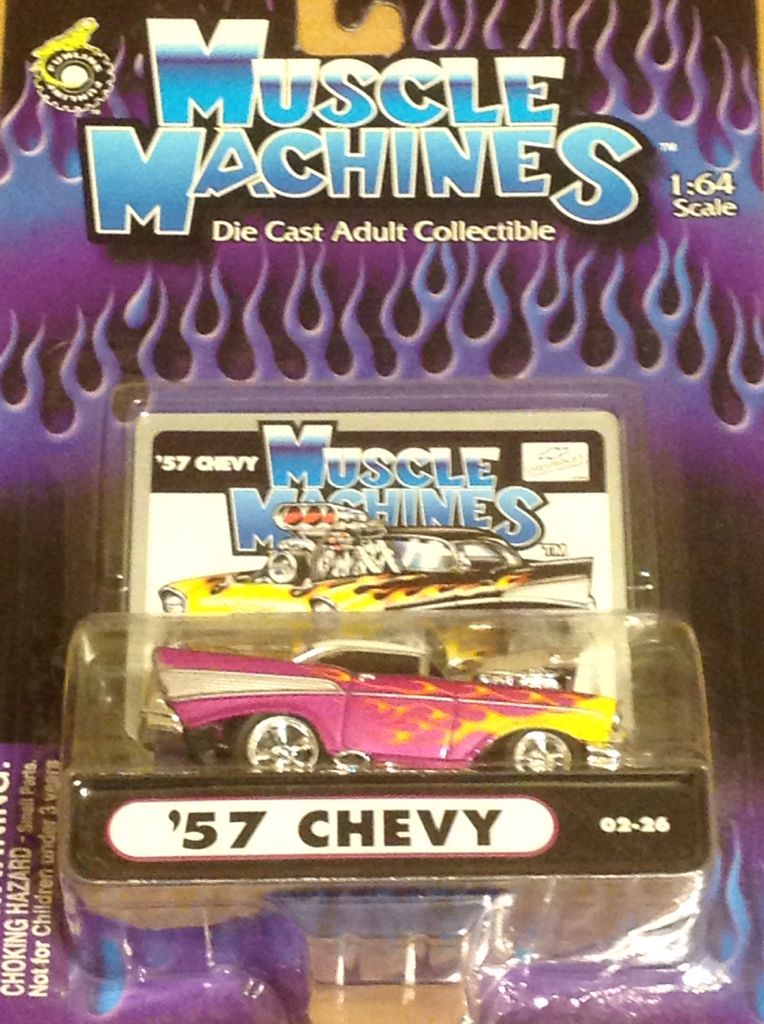 MUSCLE
MACHINES
™
1:64
Scale
Die Cast Adult Collectible
'57 CHEVY
MUSCLE
MACHINES
TM
'57 CHEVY
02-26
CHOKING HAZARD - Small Parts.
Not for Children under 3 years